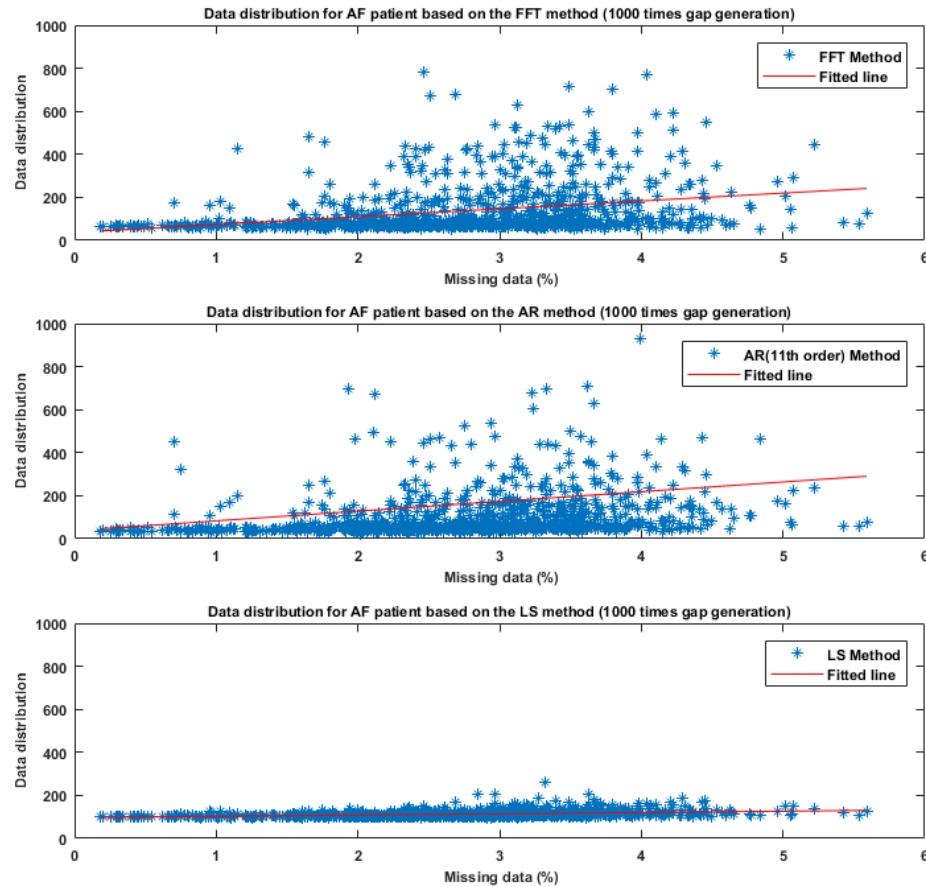 Data distribution for AF patient based on the FFT method (1000 times gap generation)
1000
800
600
400
200
0
Data distribution
FFT Method
Fitted line
0 1 2 3 4 5 6
Missing data (%)
Data distribution for AF patient based on the AR method (1000 times gap generation)
1000
800
600
400
200
0
Data distribution
AR(11th order) Method
Fitted line
0 1 2 3 4 5 6
Missing data (%)
Data distribution for AF patient based on the LS method (1000 times gap generation)
1000
800
600
400
200
0
Data distribution
LS Method
Fitted line
0 1 2 3 4 5 6
Missing data (%)